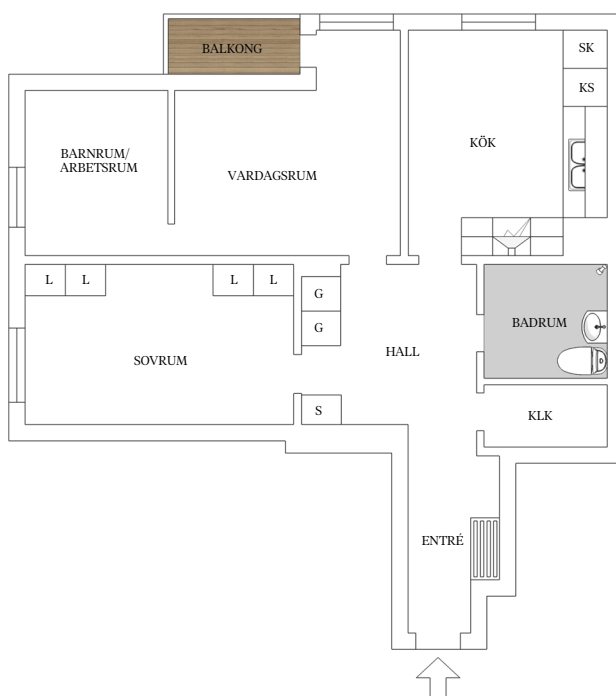 BALKONG
SK
KS
KÖK
BARNRUM/
ARBETSRUM
VARDAGSRUM
L
L
L
L
G
G
BADRUM
HALL
SOVRUM
S
KLK
ENTRÉ